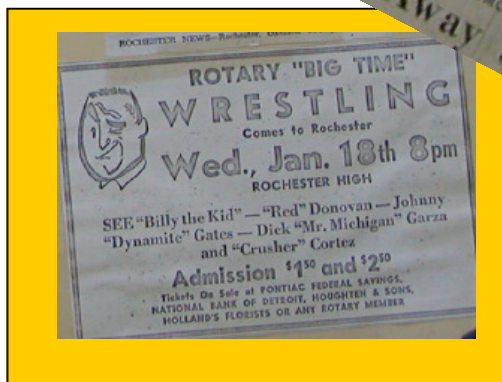 Away
ROCHESTER NEWS—Rochester,
ROTARY "BIG TIME"
WRESTLING
Comes to Rochester
Wed., Jan. 18th 8pm
ROCHESTER HIGH
SEE "Billy the Kid" — "Red" Donovan — Johnny
"Dynamite" Gates — Dick "Mr. Michigan" Garza
and "Crusher" Cortez
Admission $1.50 and $2.50
Tickets On Sale at PONTIAC FEDERAL SAVINGS,
NATIONAL BANK OF DETROIT, HOUGHTEN & SONS,
HOLLAND'S FLORISTS OR ANY ROTARY MEMBER